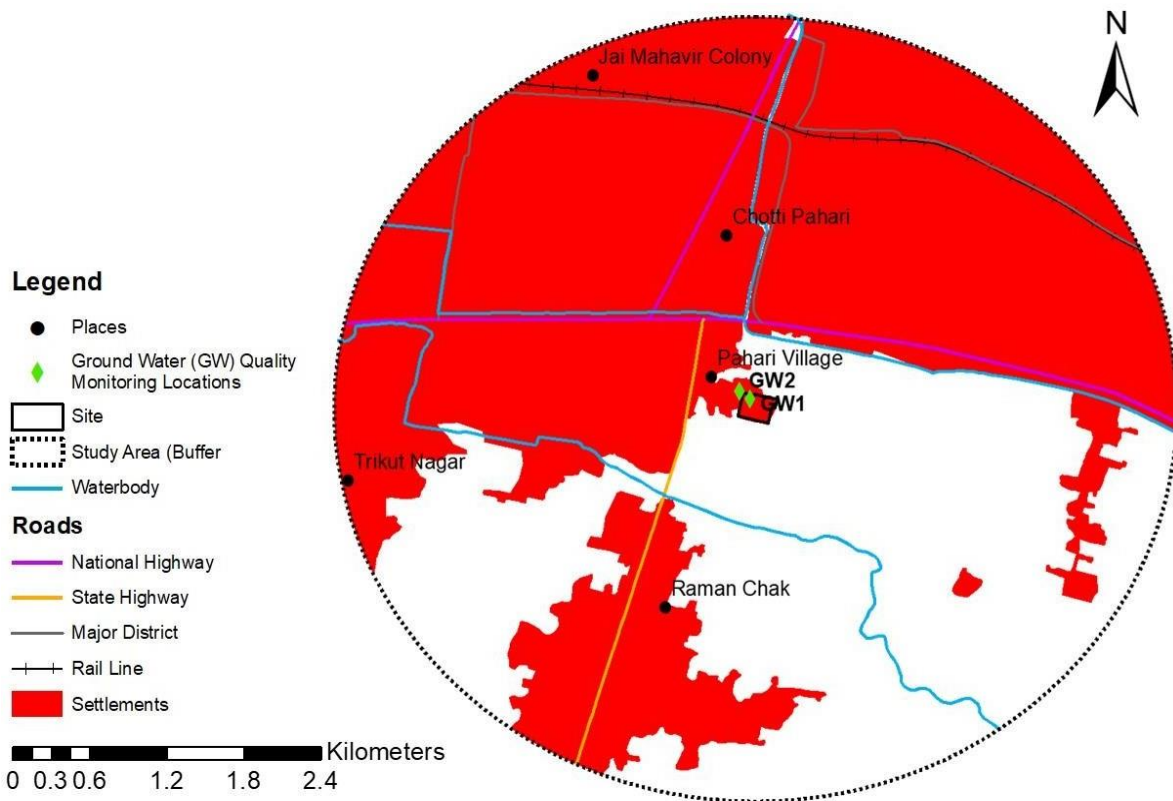 N
Jai Mahavir Colony
Chotti Pahari
Pahari Village
GW2
GW1
Trikut Nagar
Raman Chak
Legend
Places
Ground Water (GW) Quality
Monitoring Locations
Site
Study Area (Buffer
Waterbody
Roads
National Highway
State Highway
Major District
Rail Line
Settlements
Kilometers
0 0.3 0.6 1.2 1.8 2.4